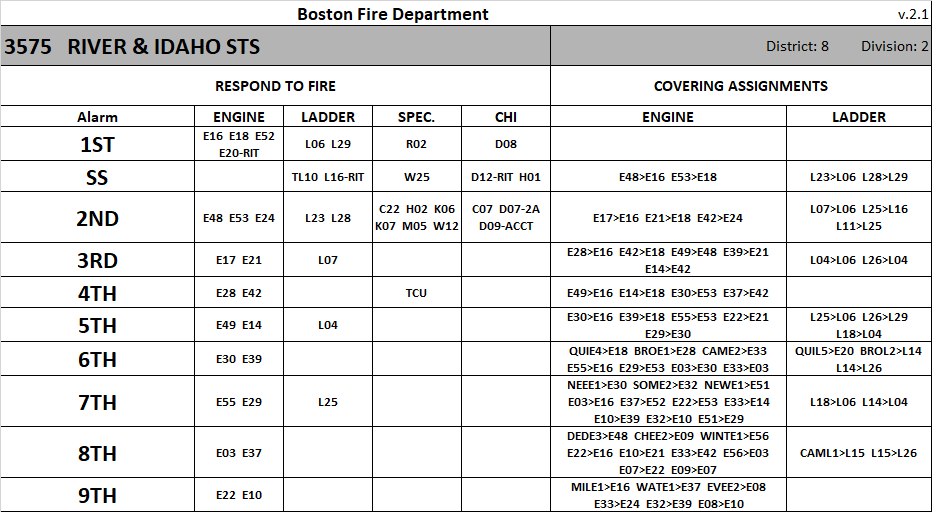 Boston Fire Department v.2.1
3575 RIVER & IDAHO STS District: 8 Division: 2
RESPOND TO FIRE COVERING ASSIGNMENTS
Alarm ENGINE LADDER SPEC. CHI ENGINE LADDER
1ST E16 E18 E52 L06 L29 R02 D08
E20-RIT
SS TL10 L16-RIT W25 D12-RIT H01 E48>E16 E53>E18 L23>L06 L28>L29
2ND E48 E53 E24 L23 L28 C22 H02 K06 C07 D07-2A E17>E16 E21>E18 E42>E24 L07>L06 L25>L16
K07 M05 W12 D09-ACCT L11>L25
3RD E17 E21 L07 E28>E16 E42>E18 E49>E48 E39>E21 L04>L06 L26>L04
E14>E42
4TH E28 E42 TCU E49>E16 E14>E18 E30>E53 E37>E42
5TH E49 E14 L04 E30>E16 E39>E18 E55>E53 E22>E21 L25>L06 L26>L29
E29>E30 L18>L04
6TH E30 E39 QUIE4>E18 BROE1>E28 CAME2>E33 QUIL5>E20 BROL2>L14
E55>E16 E29>E53 E03>E30 E33>E03 L14>L26
7TH E55 E29 L25 NEEE1>E30 SOME2>E32 NEWE1>E51 L18>L06 L14>L04
E03>E16 E37>E52 E22>E53 E33>E14
E10>E39 E32>E10 E51>E29
8TH E03 E37 DEDE3>E48 CHEE2>E09 WINTE1>E56 CAML1>L15 L15>L26
E22>E16 E10>E21 E33>E42 E56>E03
E07>E22 E09>E07
9TH E22 E10 MILE1>E16 WATE1>E37 EVEE2>E08
E33>E24 E32>E39 E08>E10